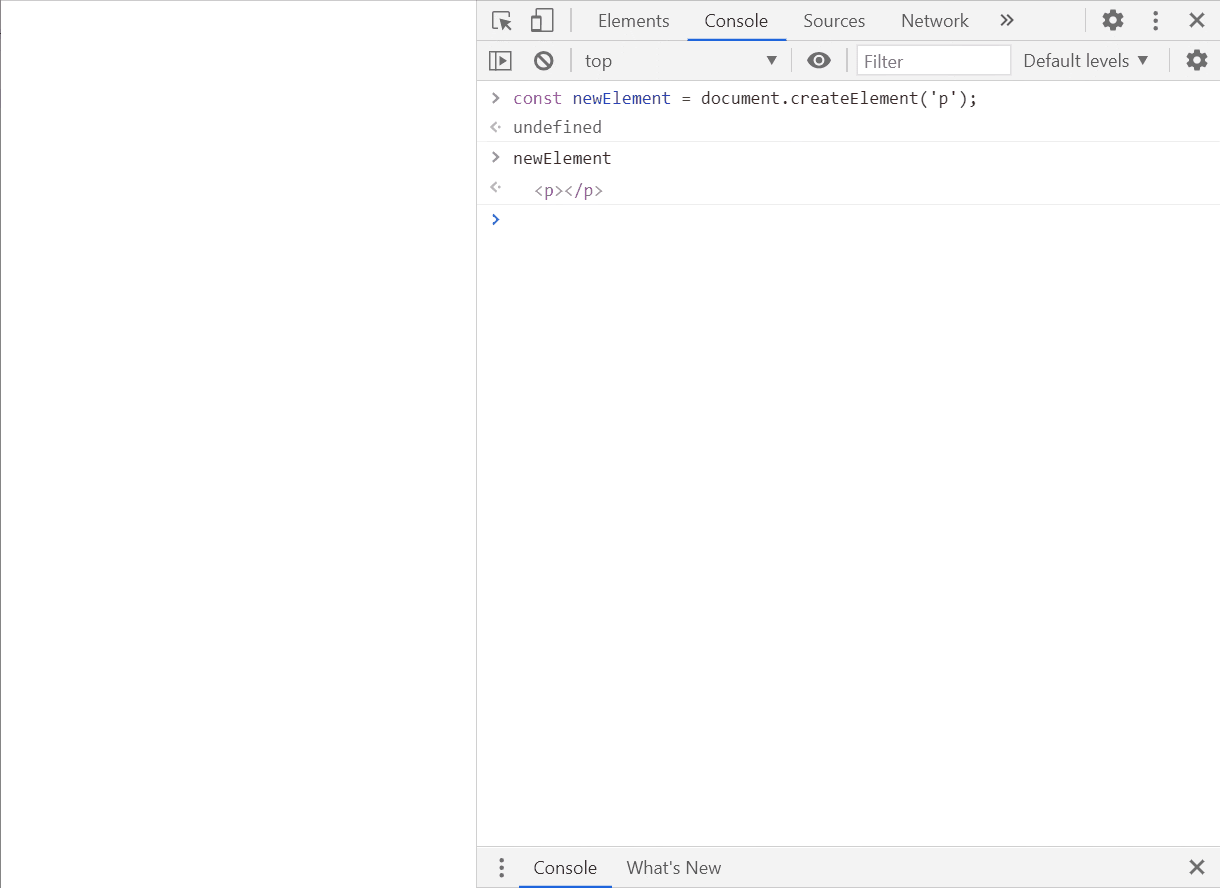 Elements Console Sources Network »
top ▼ Filter Default levels ▼
> const newElement = document.createElement('p');
undefined
> newElement
<p></p>
>
Console What's New